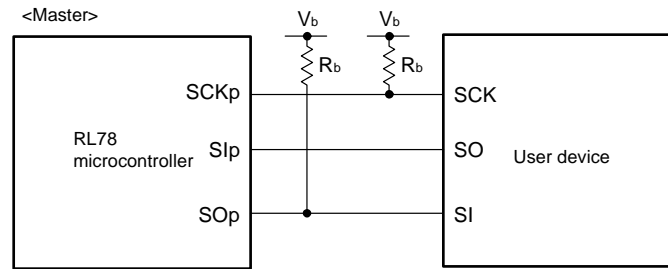 <Master>
Vb Vb
Rb Rb
SCKp SCK
RL78
microcontroller
SIp SO
User device
SOp SI